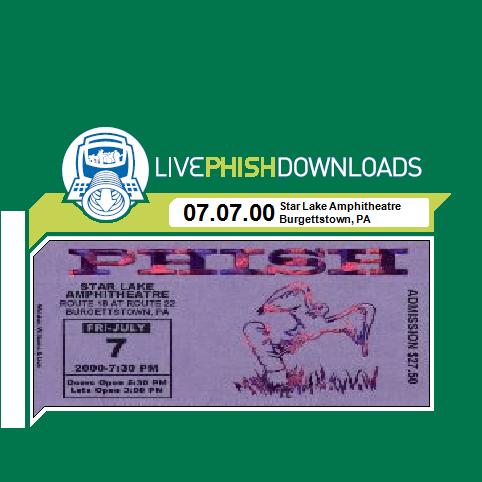 LIVEPHISHDOWNLOADS
07.07.00 Star Lake Amphitheatre
Burgettstown, PA
PHISH
STAR LAKE
AMPHITHEATRE
ROUTE 18 AT ROUTE 22
BURGETTSTOWN, PA
FRI-JULY
7
2000-7:30 PM
Doors Open 5:30 PM
Lots Open 3:00 PM
ADMISSION $27.50